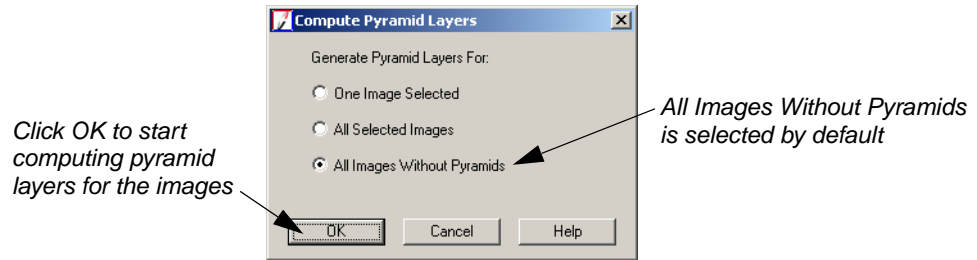 Compute Pyramid Layers
Generate Pyramid Layers For:
One Image Selected
All Selected Images
All Images Without Pyramids
OK
Cancel
Help
Click OK to start
computing pyramid
layers for the images
All Images Without Pyramids
is selected by default